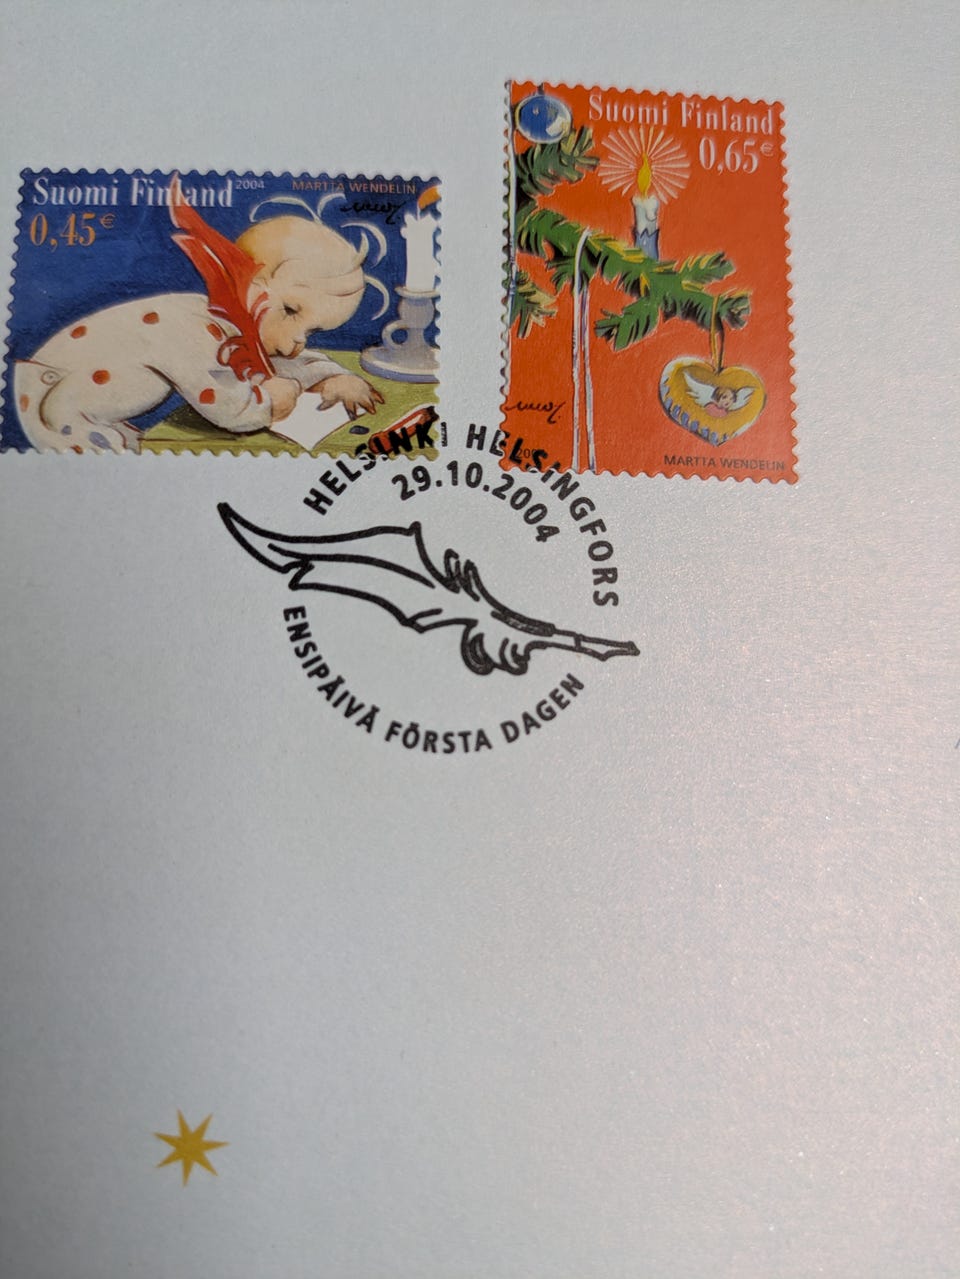 Suomi Finland 2004 MARTTA WENDELIN
0,45€
Suomi Finland
0,65€
MARTTA WENDELIN
HELSINKI HELSINGFORS
29.10.2004
ENSIPÄIVÄ FÖRSTA DAGEN